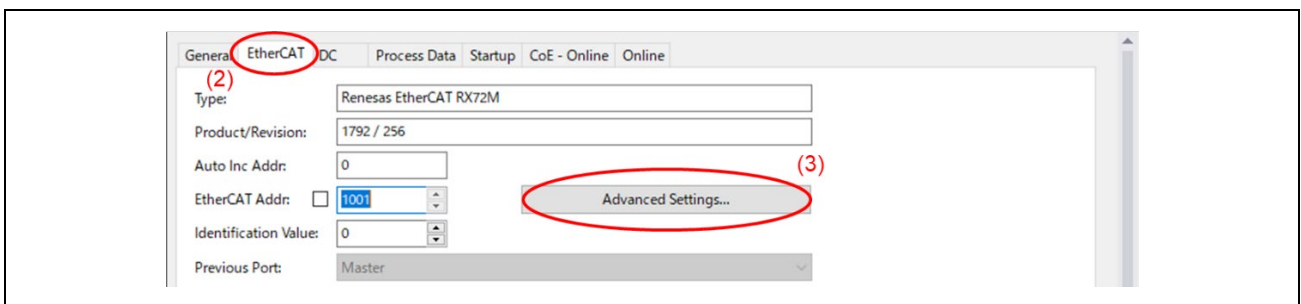 General EtherCAT DC Process Data Startup CoE - Online Online
(2)
Type: Renesas EtherCAT RX72M
Product/Revision: 1792 / 256
Auto Inc Addr: 0
(3)
EtherCAT Addr: 1001 Advanced Settings...
Identification Value: 0
Previous Port: Master